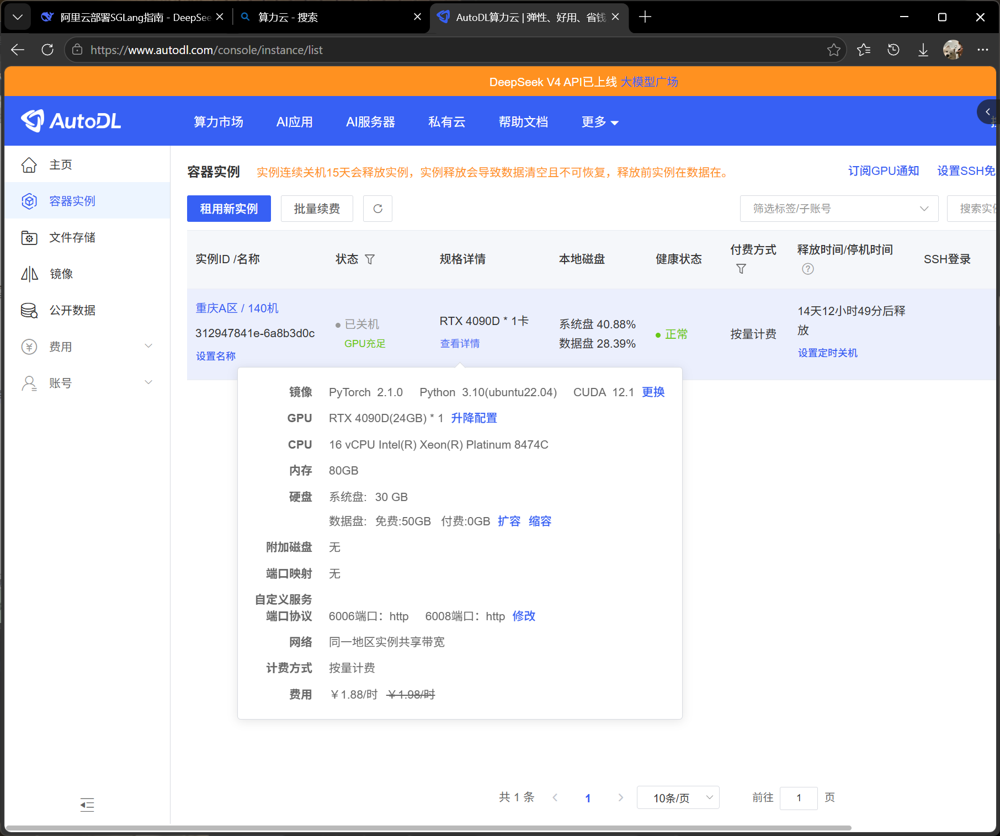 阿里云部署SGLang指南 - DeepSee
算力云 - 搜索
AutoDL算力云 | 弹性、好用、省钱
https://www.autodl.com/console/instance/list
DeepSeek V4 API已上线 大模型广场
AutoDL
算力市场
AI应用
AI服务器
私有云
帮助文档
更多
主页
容器实例
文件存储
镜像
公开数据
费用
账号
容器实例 实例连续关机15天会释放实例，实例释放会导致数据清空且不可恢复，释放前实例在数据在。
订阅GPU通知 设置SSH免
租用新实例 批量续费
筛选标签/子账号
搜索实例
实例ID /名称 状态 规格详情 本地磁盘 健康状态 付费方式 释放时间/停机时间 SSH登录
重庆A区 / 140机
312947841e-6a8b3d0c
设置名称
已关机
GPU充足
RTX 4090D * 1卡
查看详情
系统盘 40.88%
数据盘 28.39%
正常
按量计费
14天12小时49分后释
放
设置定时关机
镜像 PyTorch 2.1.0 Python 3.10(ubuntu22.04) CUDA 12.1 更换
GPU RTX 4090D(24GB) * 1 升降配置
CPU 16 vCPU Intel(R) Xeon(R) Platinum 8474C
内存 80GB
硬盘 系统盘: 30 GB
数据盘: 免费:50GB 付费:0GB 扩容 缩容
附加磁盘 无
端口映射 无
自定义服务
端口协议 6006端口：http 6008端口：http 修改
网络 同一地区实例共享带宽
计费方式 按量计费
费用 ￥1.88/时 ￥1.98/时
共 1 条 1 10条/页 前往 1 页